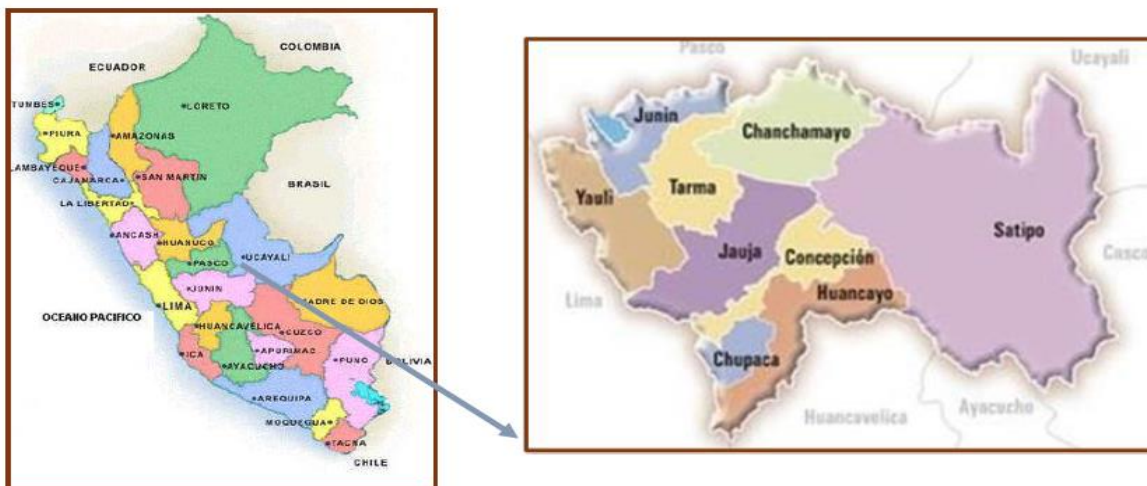 COLOMBIA
ECUADOR
TUMBES
LORETO
PIURA
AMAZONAS
LAMBAYEQUE
CAJAMARCA
SAN MARTIN
BRASIL
LA LIBERTAD
ANCASH
HUANUCO
PASCO
UCAYALI
JUNIN
LIMA
MADRE DE DIOS
OCEANO PACIFICO
HUANCAVELICA
CUZCO
ICA
APURIMAC
PUNO
AYACUCHO
BOLIVIA
AREQUIPA
MOQUEGUA
TACNA
CHILE
Pasco
Ucayali
Junín
Chanchamayo
Yauli
Tarma
Satipo
Jauja
Concepción
Cusco
Lima
Huancayo
Chupaca
Huancavelica
Ayacucho